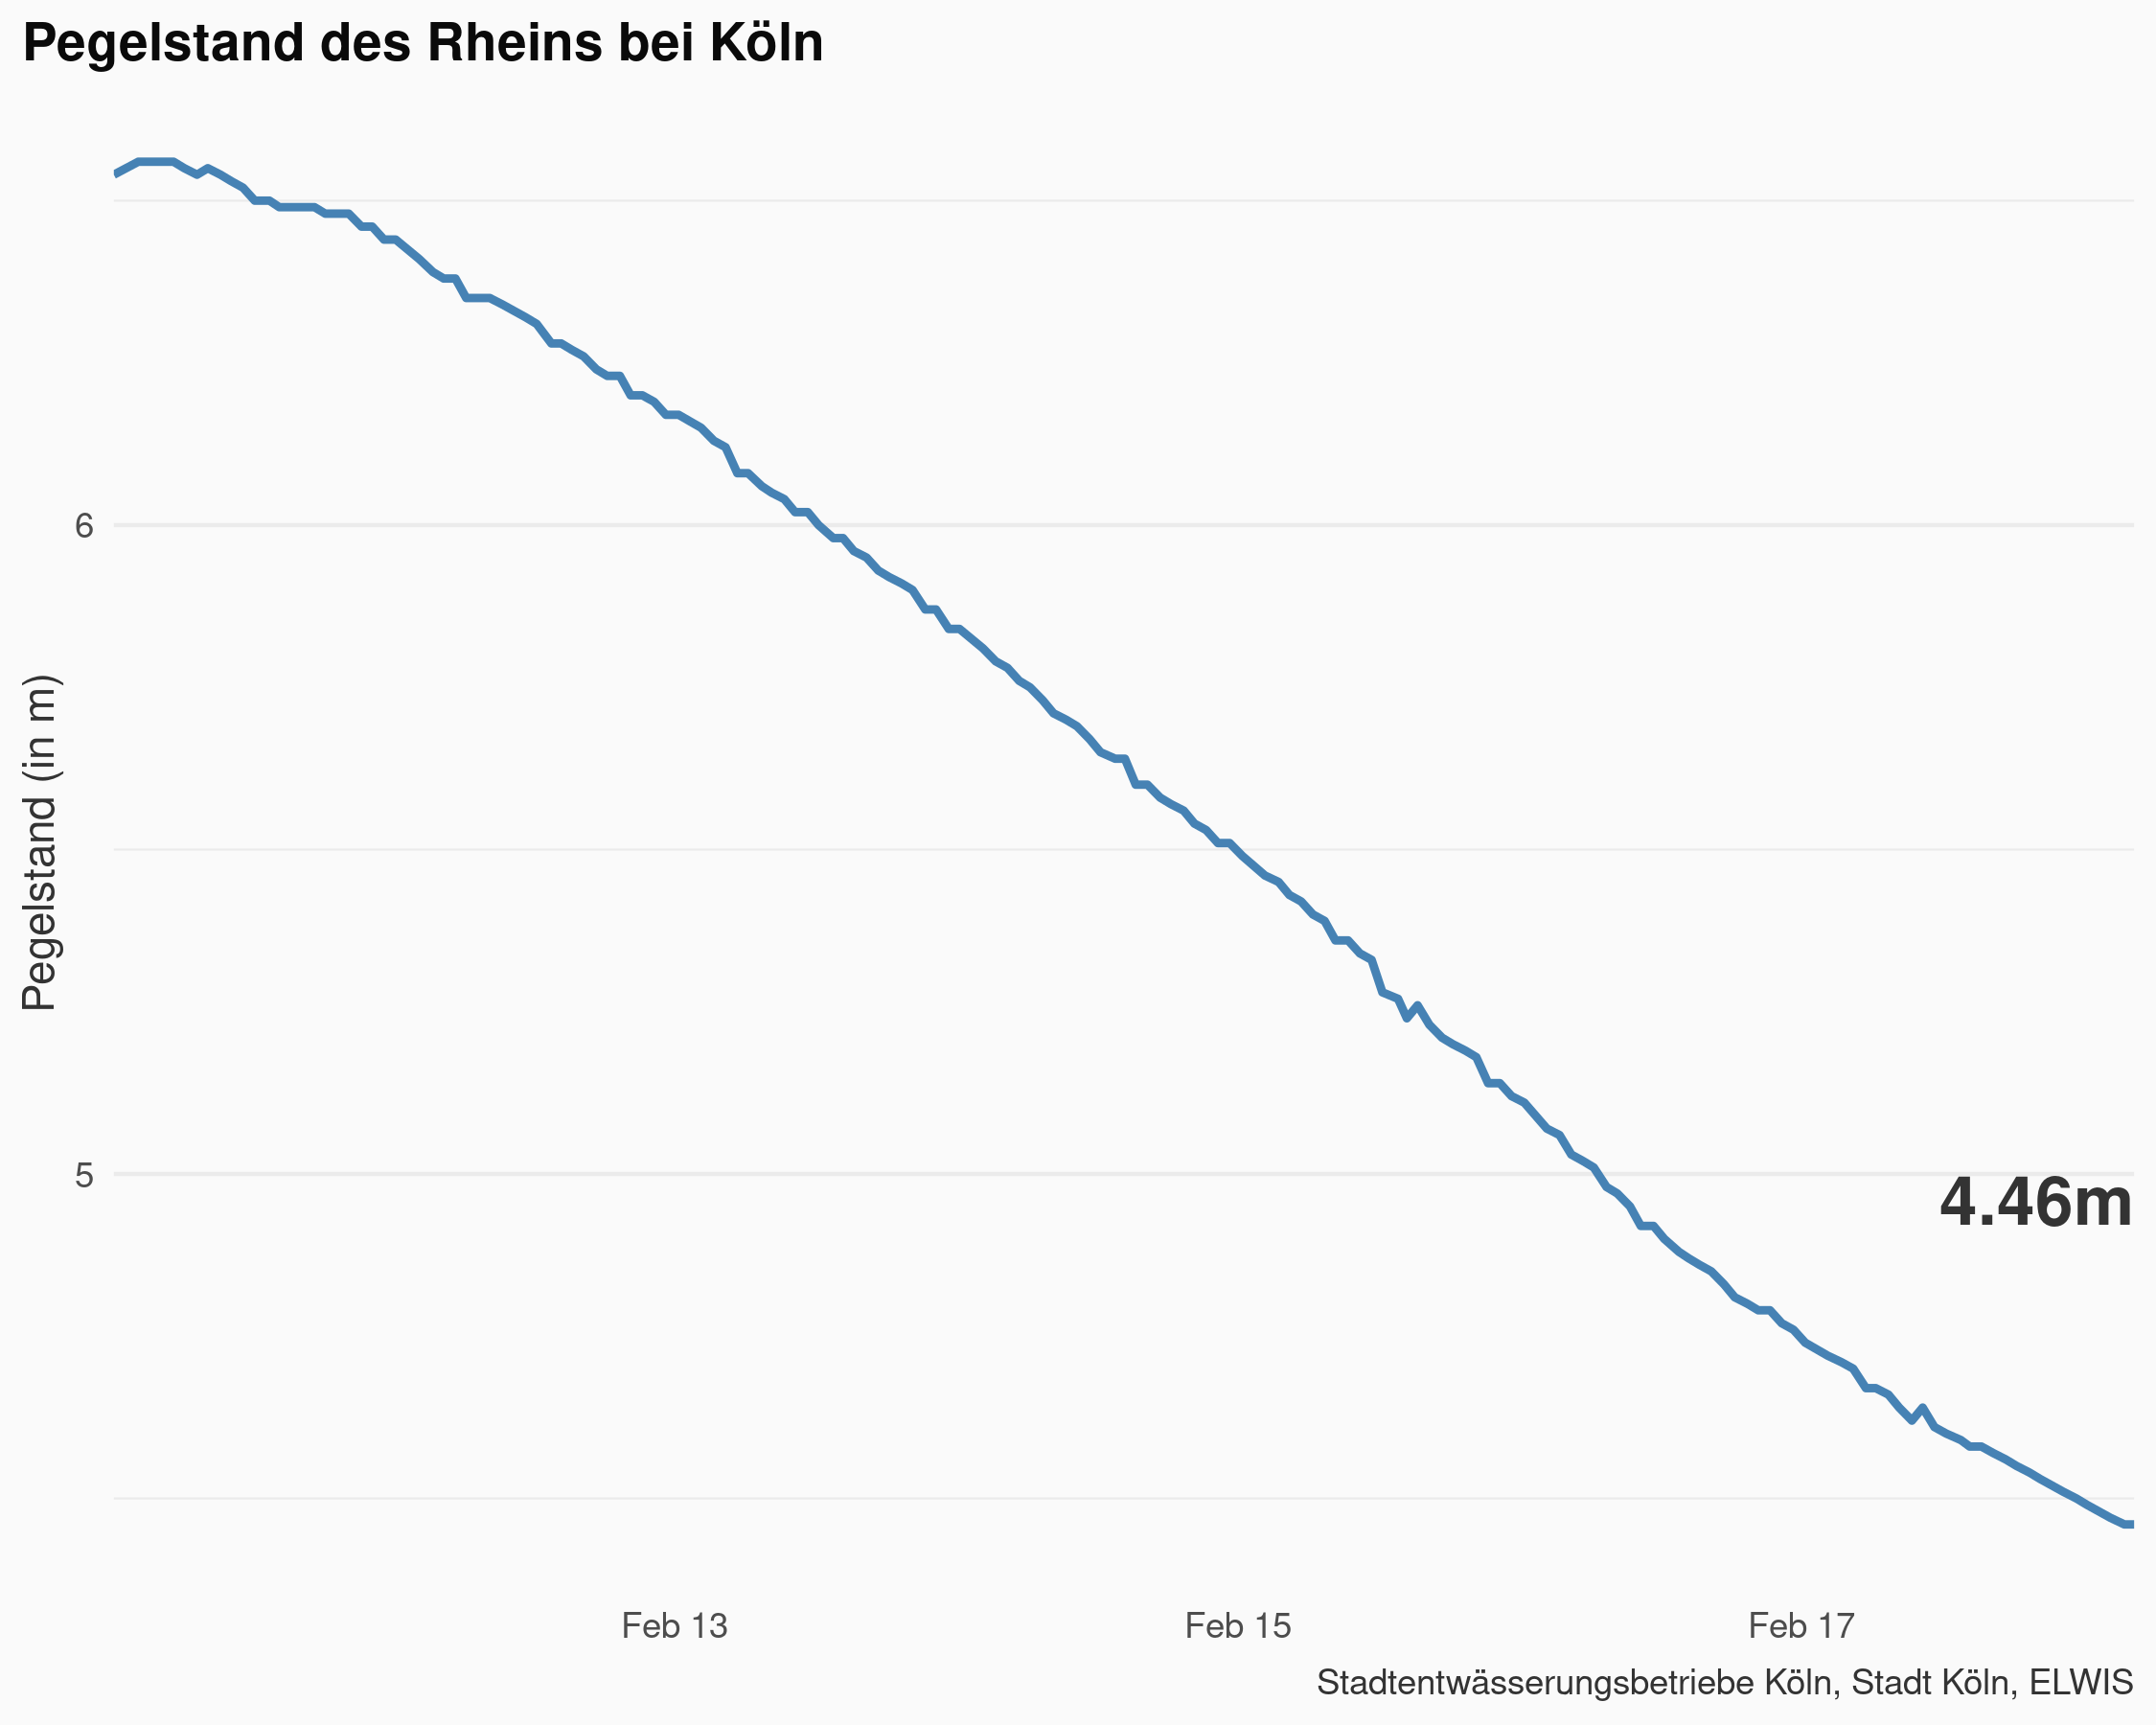 Pegelstand des Rheins bei Köln
Pegelstand (in m)
6
5
4.46m
Feb 13
Feb 15
Feb 17
Stadtentwässerungsbetriebe Köln, Stadt Köln, ELWIS